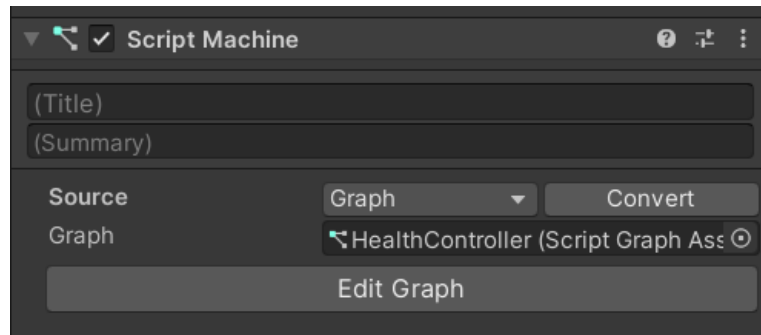 Script Machine
(Title)
(Summary)
Source Graph Convert
Graph HealthController (Script Graph Ass
Edit Graph